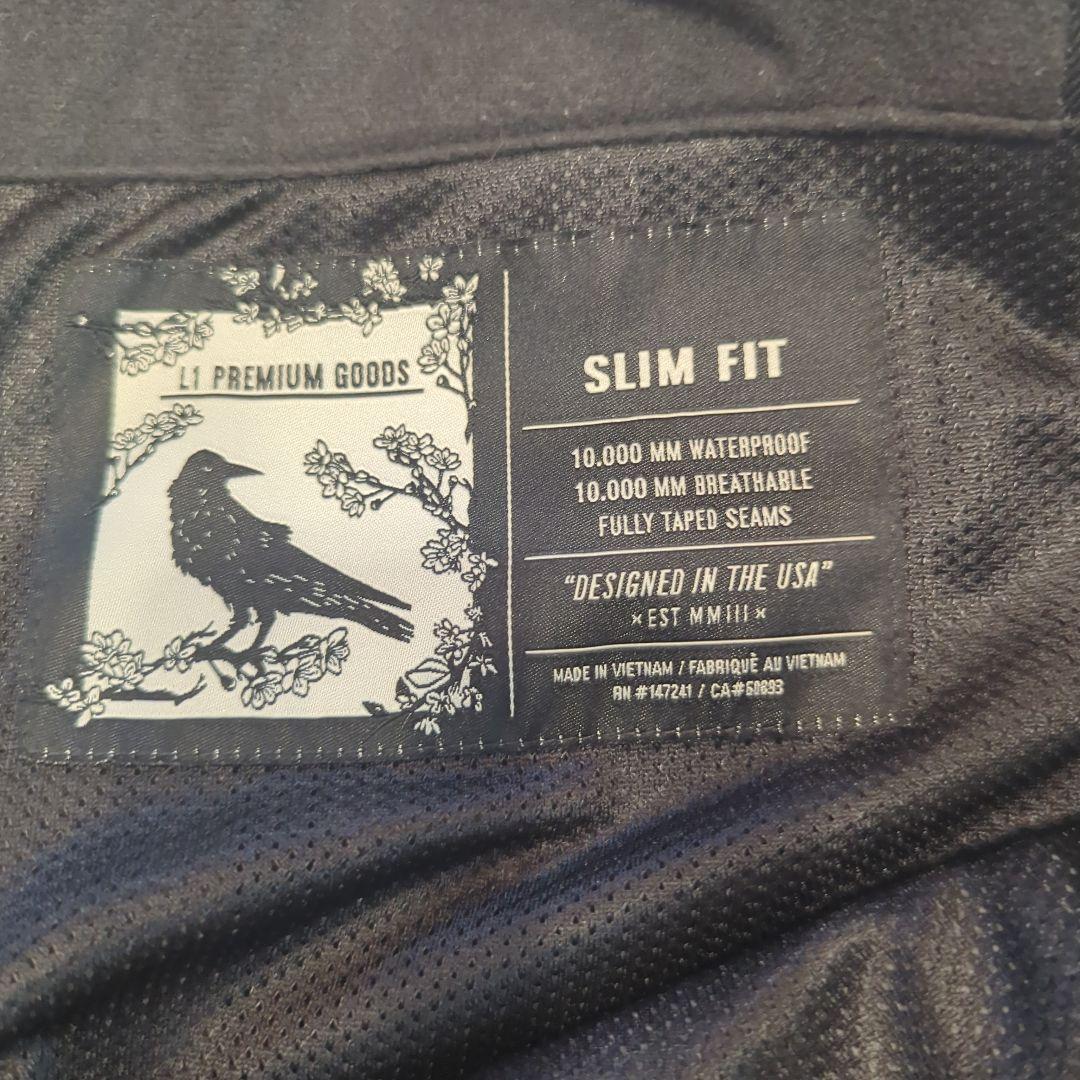 L1 PREMIUM GOODS
SLIM FIT
10.000 MM WATERPROOF
10.000 MM BREATHABLE
FULLY TAPED SEAMS
"DESIGNED IN THE USA"
×EST MMIII×
MADE IN VIETNAM / FABRIQUÈ AU VIETNAM
RN #147241 / CA#50893